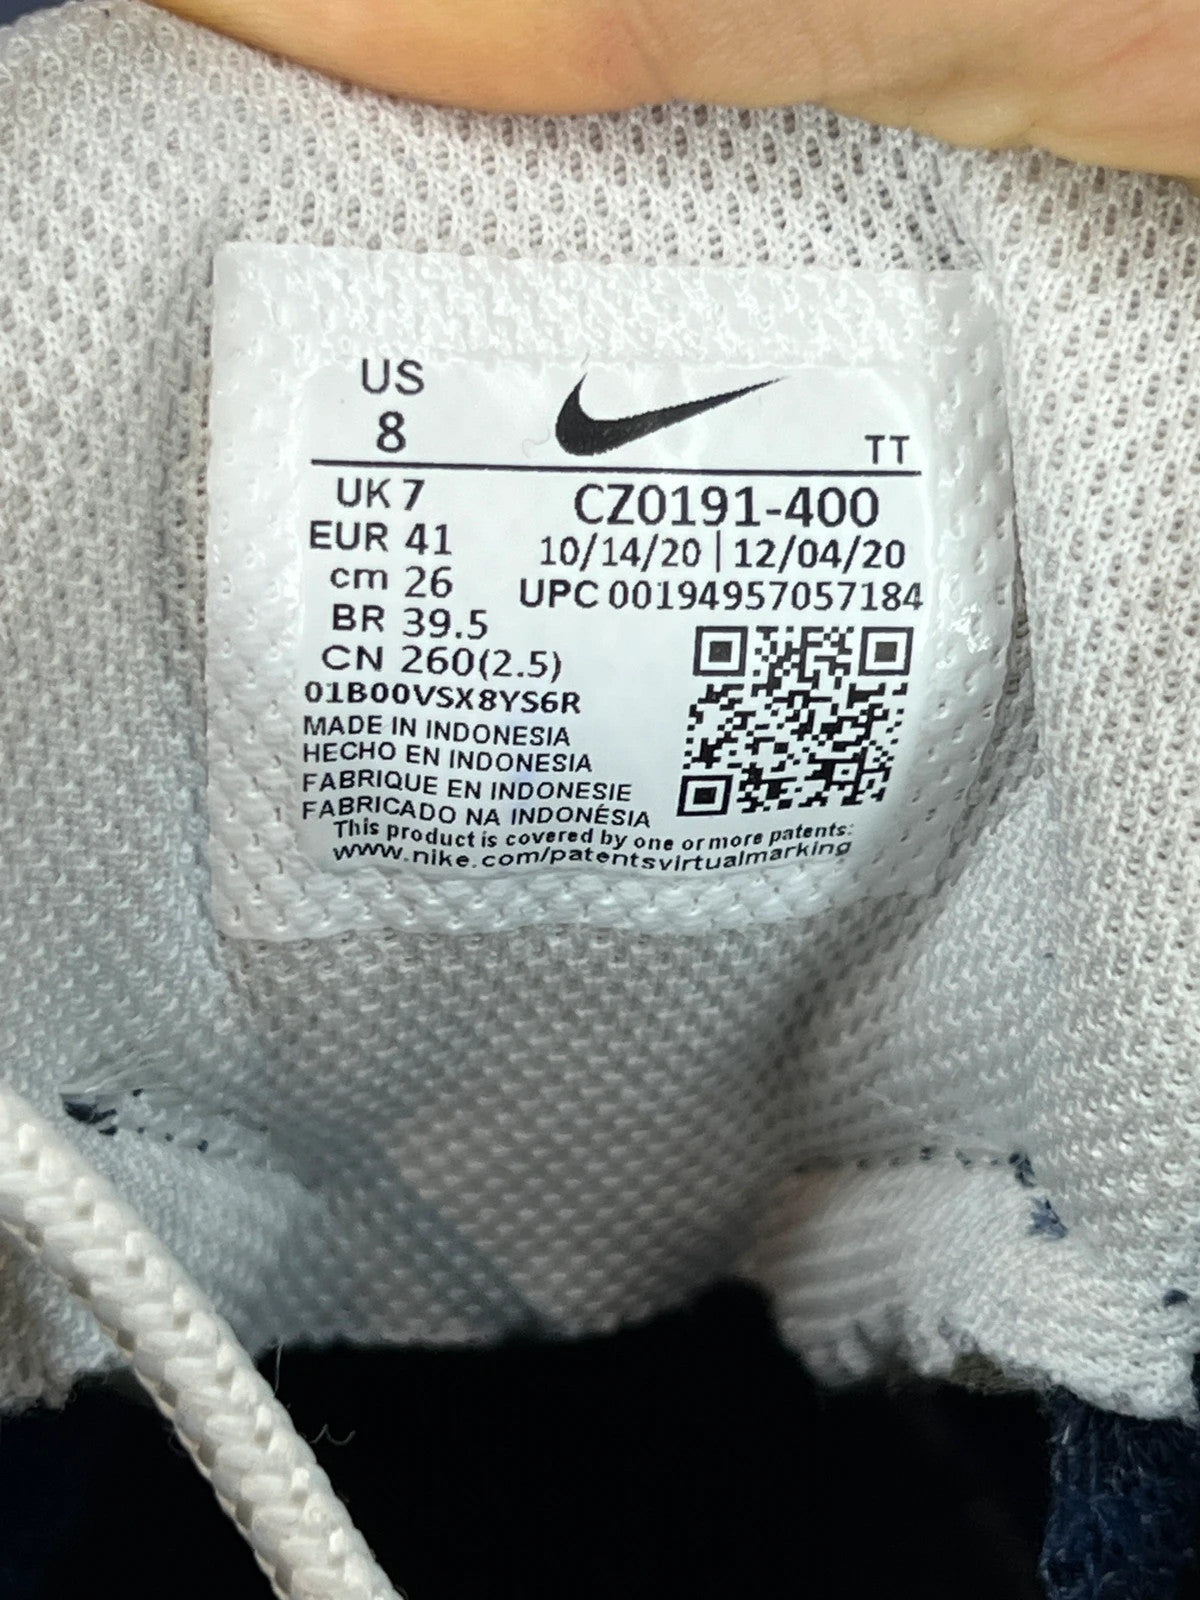 US
8
TT
UK 7
CZ0191-400
EUR 41
10/14/20 | 12/04/20
cm 26
UPC 00194957057184
BR 39.5
CN 260(2.5)
01B00VSX8YS6R
MADE IN INDONESIA
HECHO EN INDONESIA
FABRIQUE EN INDONESIE
FABRICADO NA INDONÉSIA
This product is covered by one or more patents:
www.nike.com/patentsvirtualmarking